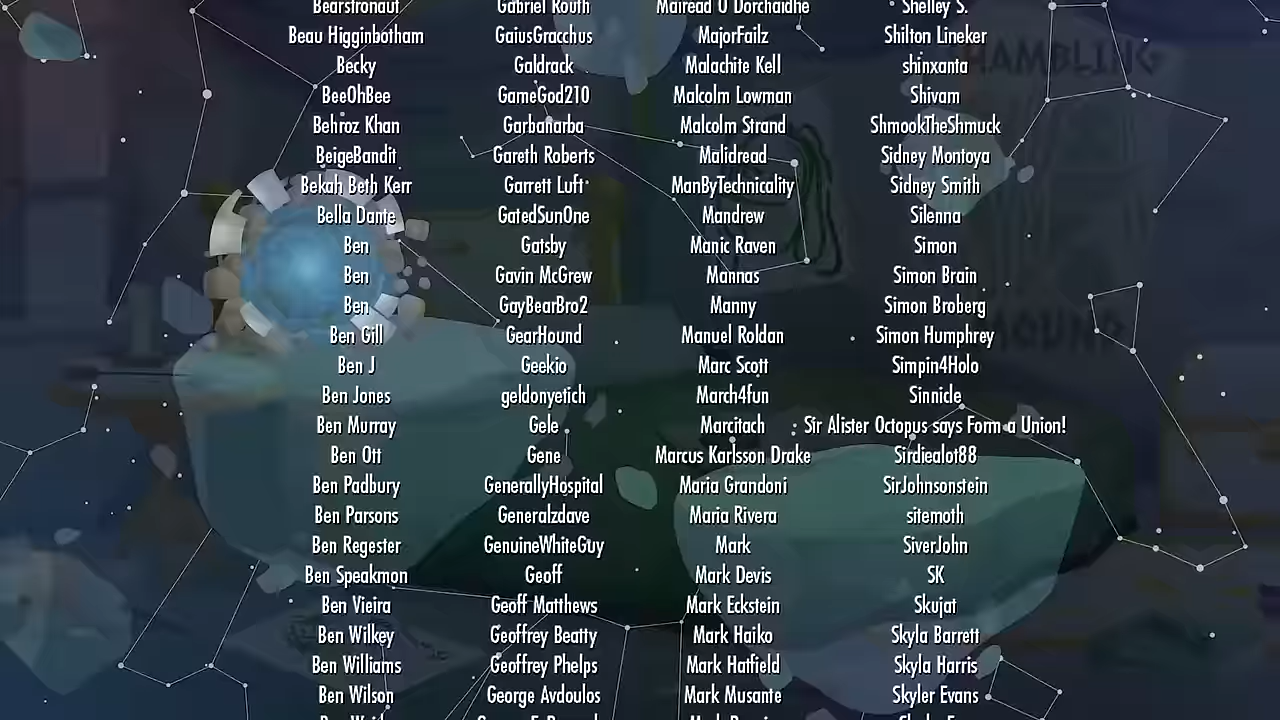 Bearstronaut
Beau Higginbotham
Becky
BeeOhBee
Behroz Khan
BeigeBandit
Bekah Beth Kerr
Bella Dante
Ben
Ben
Ben
Ben Gill
Ben J
Ben Jones
Ben Murray
Ben Ott
Ben Padbury
Ben Parsons
Ben Regester
Ben Speakmon
Ben Vieira
Ben Wilkey
Ben Williams
Ben Wilson
Gabriel Routh
GaiusGracchus
Galdrack
GameGod210
Garbanarba
Gareth Roberts
Garrett Luft
GatedSunOne
Gatsby
Gavin McGrew
GayBearBro2
GearHound
Geekio
geldonyetich
Gele
Gene
GenerallyHospital
Generalzdave
GenuineWhiteGuy
Geoff
Geoff Matthews
Geoffrey Beatty
Geoffrey Phelps
George Avdoulos
Mairead O Dorchaidhe
MajorFailz
Malachite Kell
Malcolm Lowman
Malcolm Strand
Malidread
ManByTechnicality
Mandrew
Manic Raven
Mannas
Manny
Manuel Roldan
Marc Scott
March4fun
Marcitach
Marcus Karlsson Drake
Maria Grandoni
Maria Rivera
Mark
Mark Devis
Mark Eckstein
Mark Haiko
Mark Hatfield
Mark Musante
Shelley S.
Shilton Lineker
shinxanta
Shivam
ShmookTheShmuck
Sidney Montoya
Sidney Smith
Silenna
Simon
Simon Brain
Simon Broberg
Simon Humphrey
Simpin4Holo
Sinnicle
Sir Alister Octopus says Form a Union!
Sirdiealot88
SirJohnsonstein
sitemoth
SiverJohn
SK
Skujat
Skyla Barrett
Skyla Harris
Skyler Evans